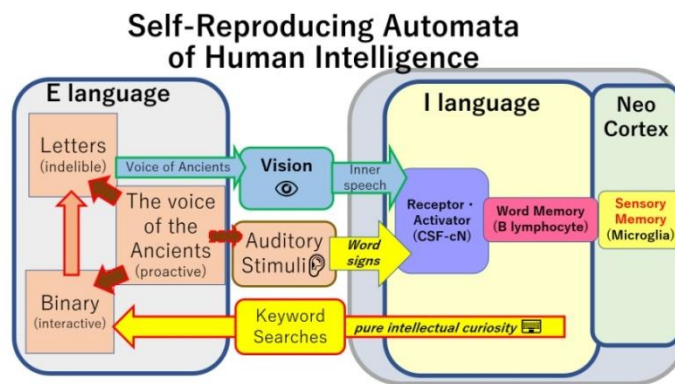 Self-Reproducing Automata
of Human Intelligence
E language
Letters
(indelible)
The voice
of the
Ancients
(proactive)
Binary
(interactive)
Voice of Ancients
Vision
Inner
speech
Auditory
Stimuli
Word
signs
Keyword
Searches
pure intellectual curiosity
I language
Receptor・
Activator
(CSF-cN)
Word Memory
(B lymphocyte)
Neo
Cortex
Sensory
Memory
(Microglia)